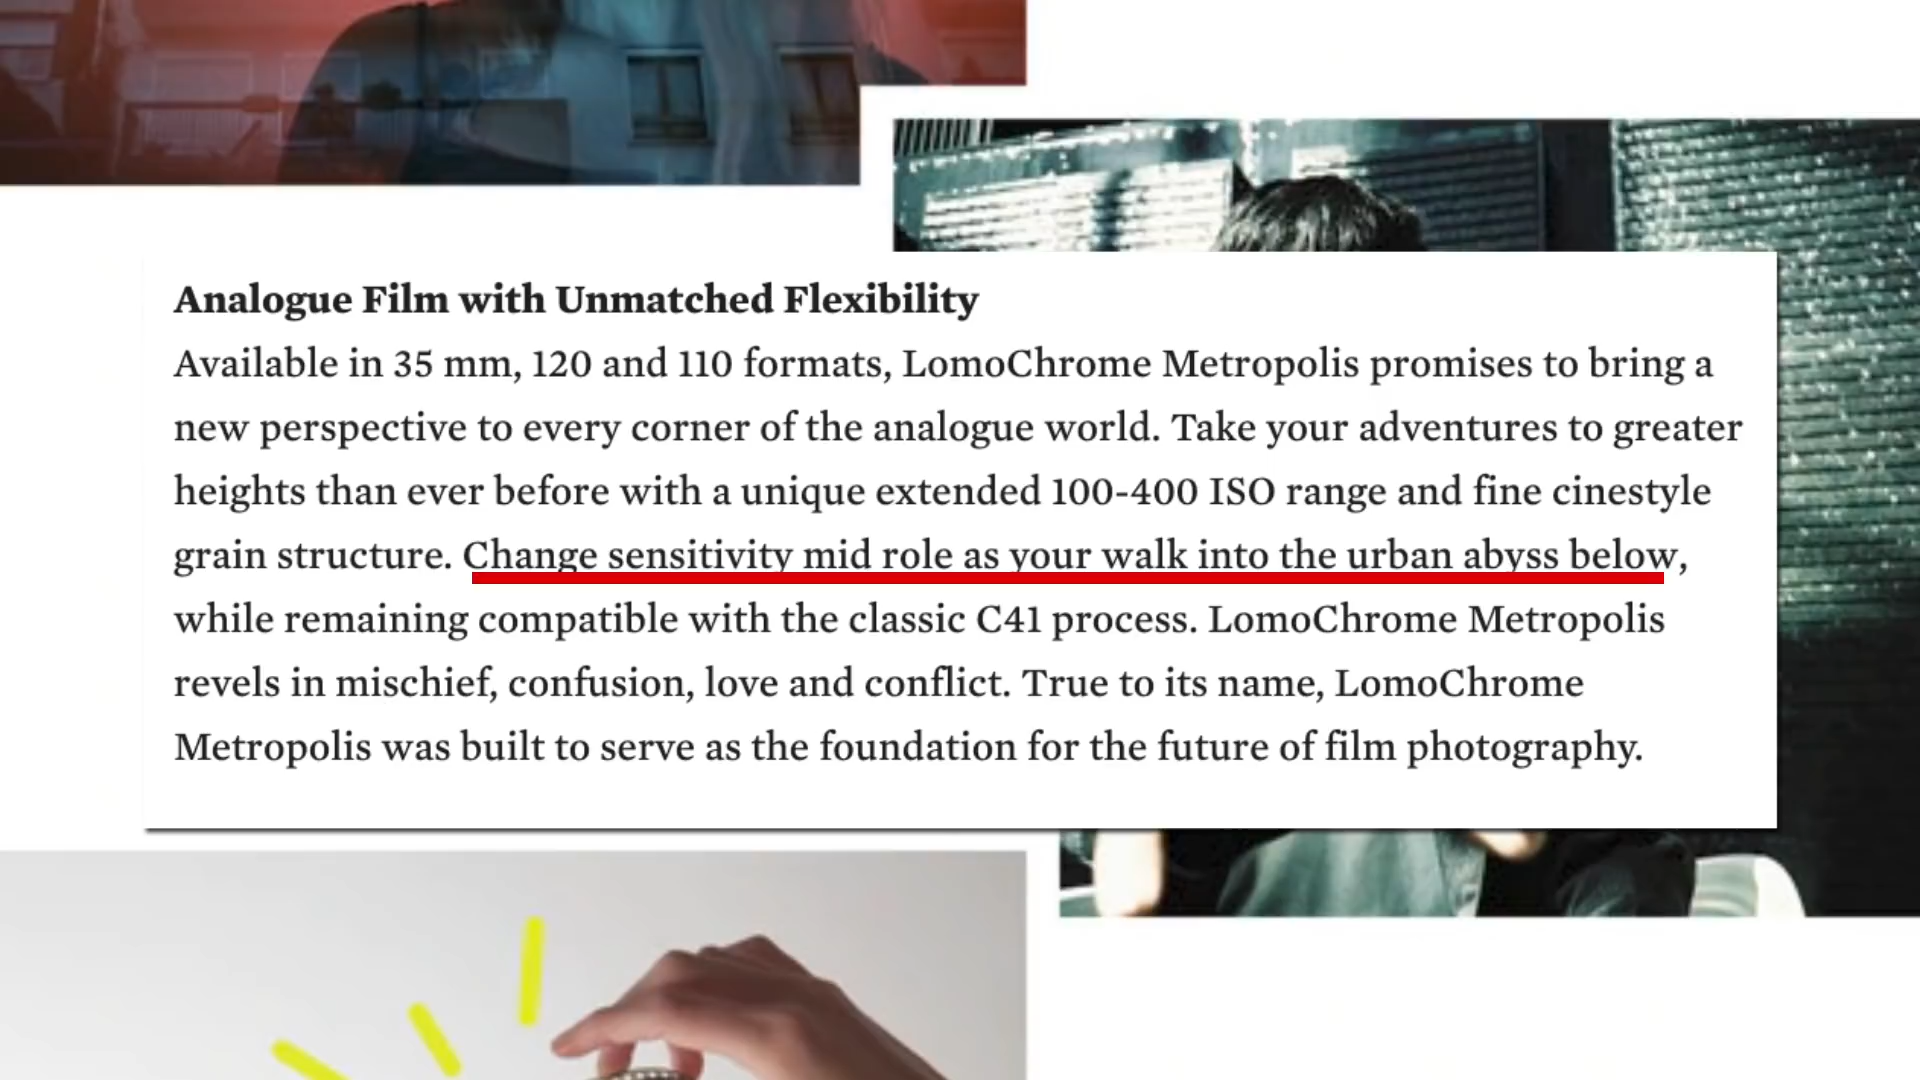 Analogue Film with Unmatched Flexibility
Available in 35 mm, 120 and 110 formats, LomoChrome Metropolis promises to bring a
new perspective to every corner of the analogue world. Take your adventures to greater
heights than ever before with a unique extended 100-400 ISO range and fine cinestyle
grain structure. Change sensitivity mid role as your walk into the urban abyss below,
while remaining compatible with the classic C41 process. LomoChrome Metropolis
revels in mischief, confusion, love and conflict. True to its name, LomoChrome
Metropolis was built to serve as the foundation for the future of film photography.